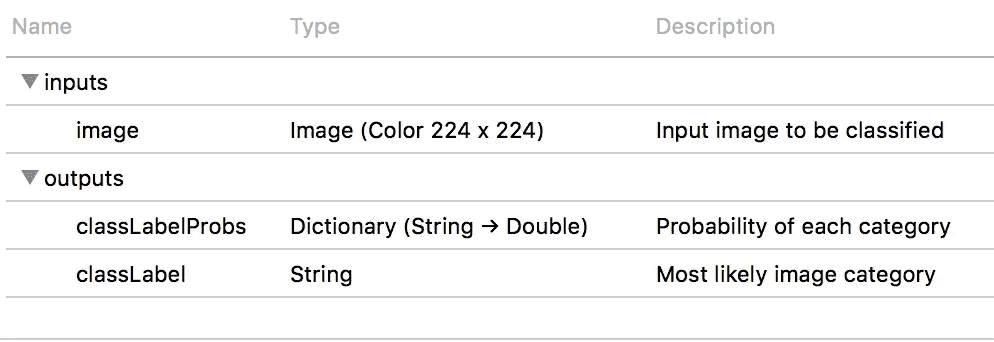 Name Type Description
inputs
image Image (Color 224 x 224) Input image to be classified
outputs
classLabelProbs Dictionary (String → Double) Probability of each category
classLabel String Most likely image category